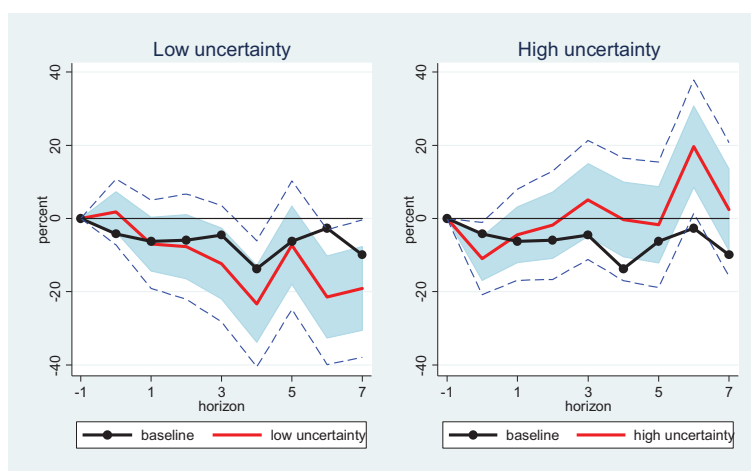 Low uncertainty
40
20
0
-20
-40
percent
-1
1
3
5
7
horizon
baseline
low uncertainty
High uncertainty
40
20
0
-20
-40
percent
-1
1
3
5
7
horizon
baseline
high uncertainty